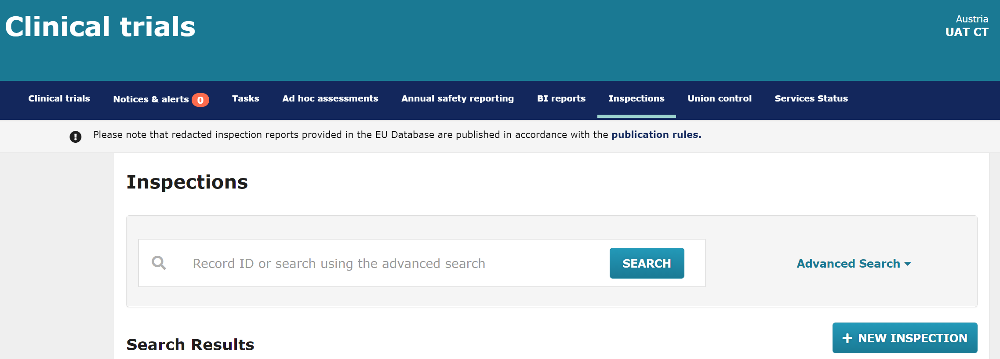 Clinical trials
Austria
UAT CT
Clinical trials Notices & alerts 0 Tasks Ad hoc assessments Annual safety reporting BI reports Inspections Union control Services Status
Please note that redacted inspection reports provided in the EU Database are published in accordance with the publication rules.
Inspections
Record ID or search using the advanced search SEARCH Advanced Search
Search Results
+ NEW INSPECTION